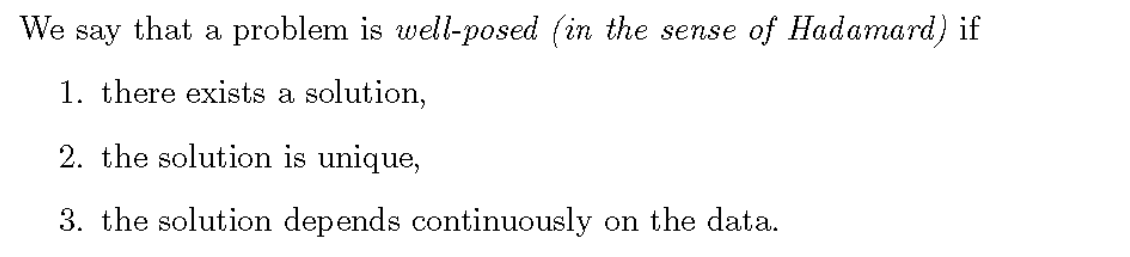 We say that a problem is well-posed (in the sense of Hadamard) if
1. there exists a solution,
2. the solution is unique,
3. the solution depends continuously on the data.